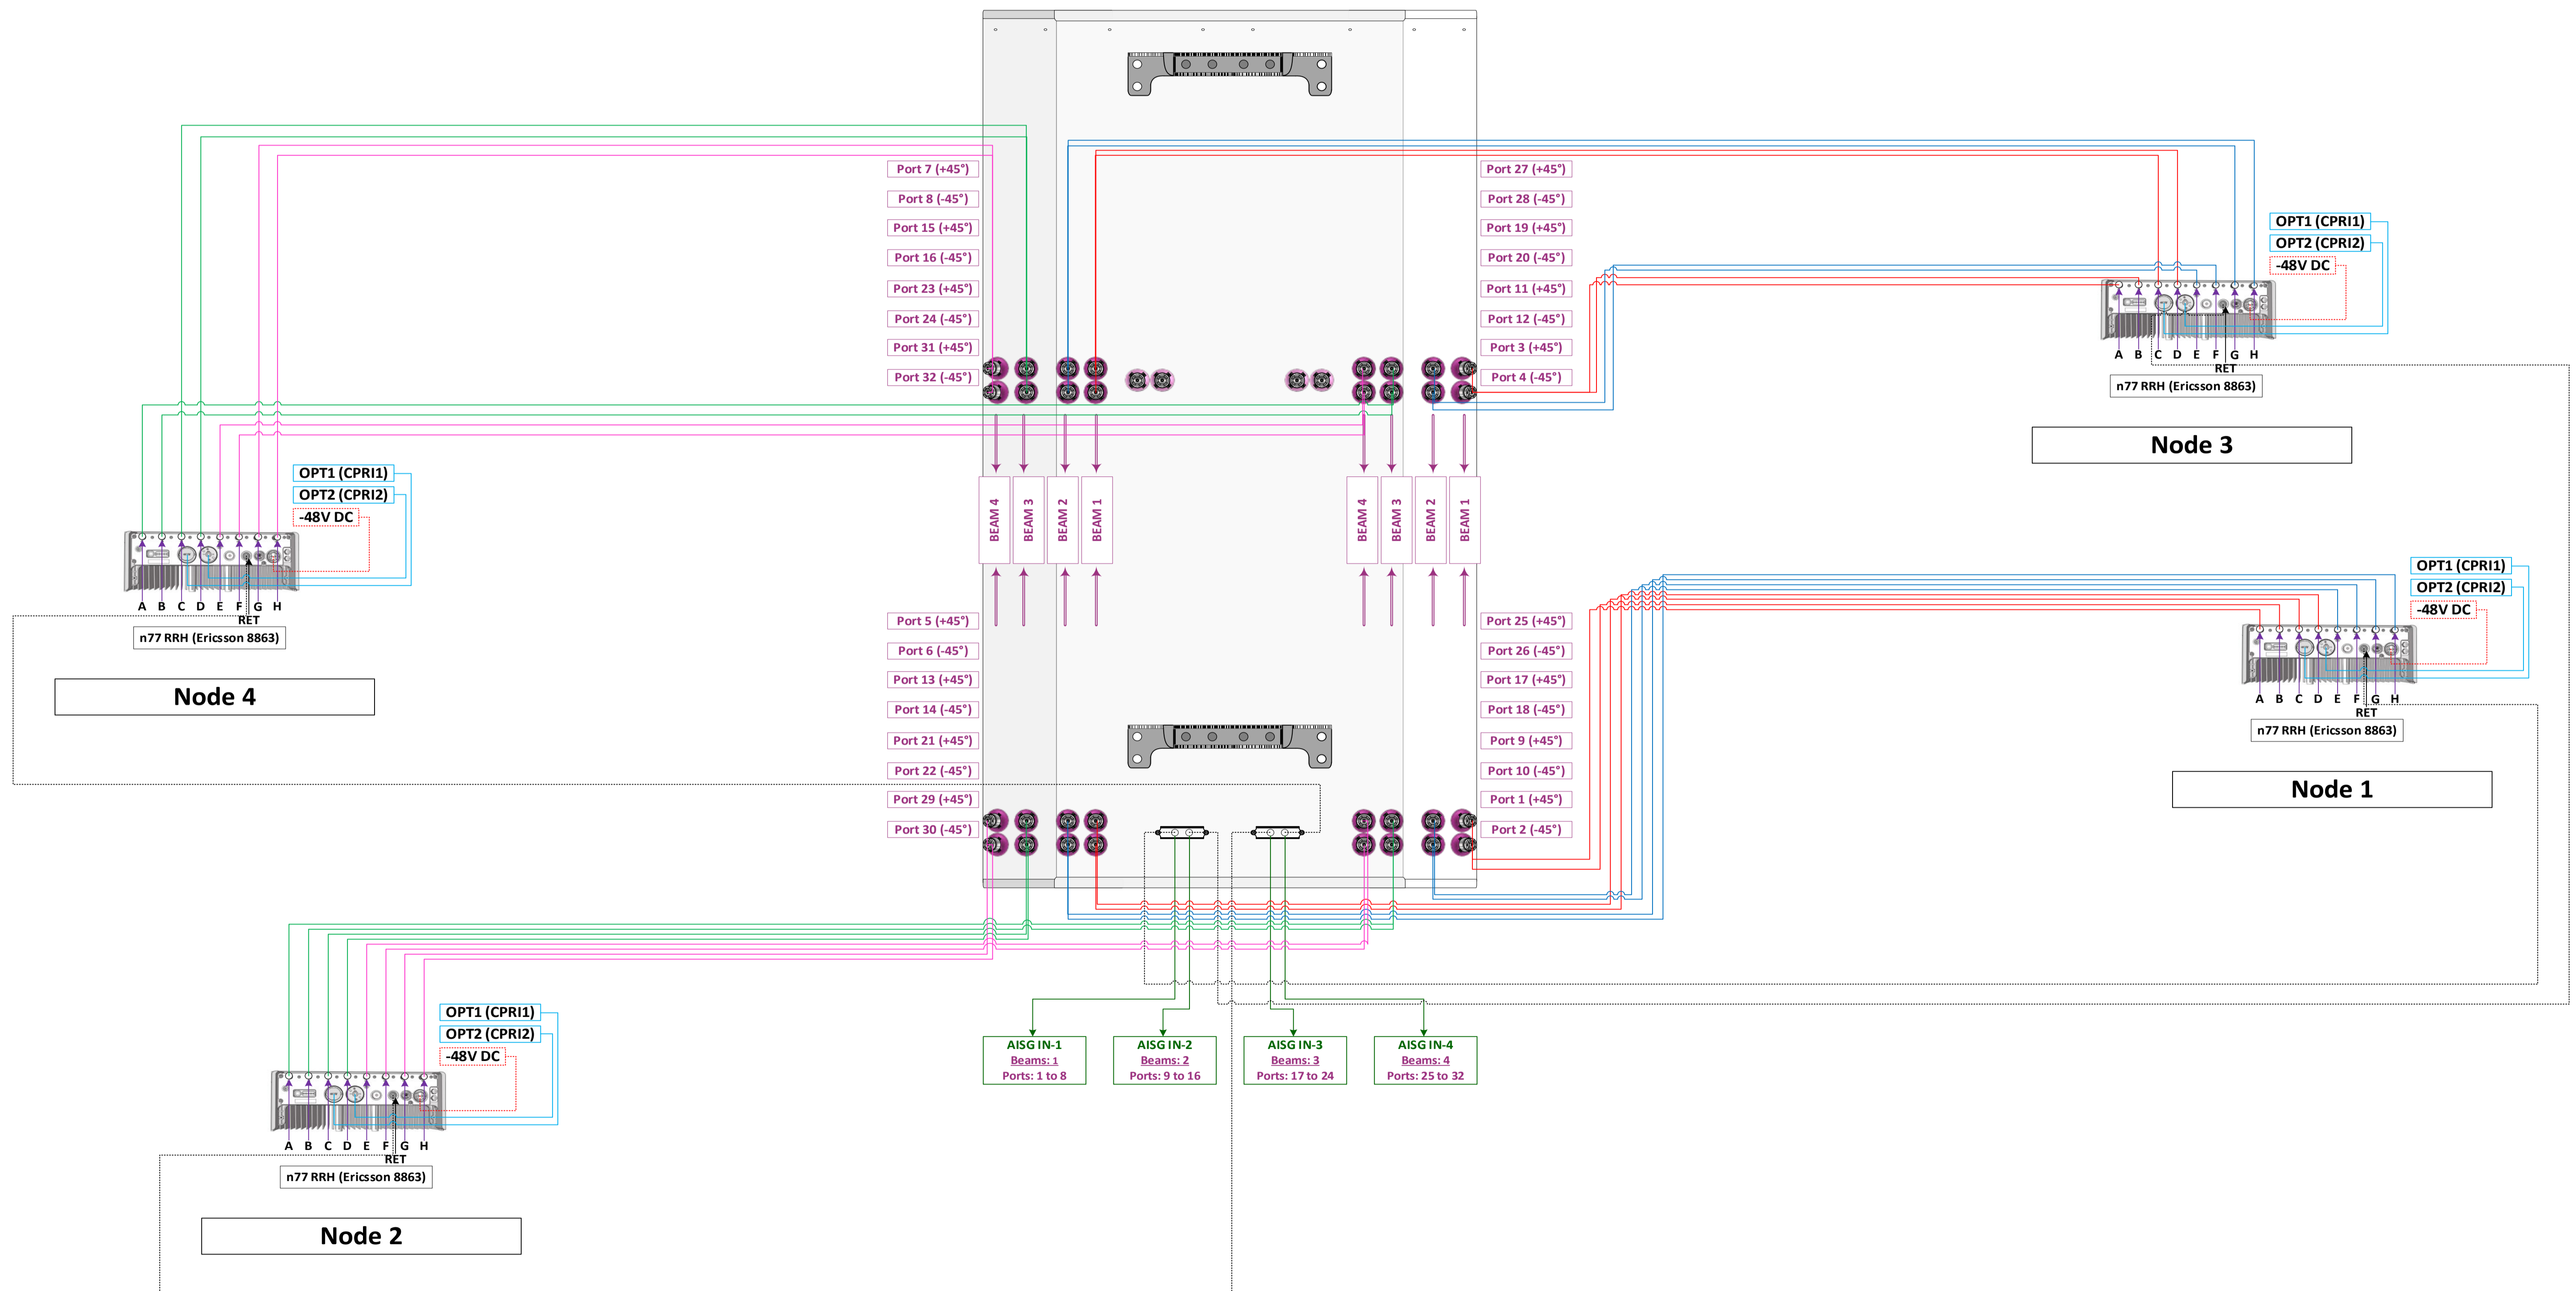 Port 7 (+45°)
Port 8 (-45°)
Port 15 (+45°)
Port 16 (-45°)
Port 23 (+45°)
Port 24 (-45°)
Port 31 (+45°)
Port 32 (-45°)
Port 27 (+45°)
Port 28 (-45°)
Port 19 (+45°)
Port 20 (-45°)
Port 11 (+45°)
Port 12 (-45°)
Port 3 (+45°)
Port 4 (-45°)
OPT1 (CPRI1)
OPT2 (CPRI2)
-48V DC
A B C D E F G H
RET
n77 RRH (Ericsson 8863)
Node 3
OPT1 (CPRI1)
OPT2 (CPRI2)
-48V DC
A B C D E F G H
RET
n77 RRH (Ericsson 8863)
Node 4
BEAM 4
BEAM 3
BEAM 2
BEAM 1
BEAM 4
BEAM 3
BEAM 2
BEAM 1
OPT1 (CPRI1)
OPT2 (CPRI2)
-48V DC
A B C D E F G H
RET
n77 RRH (Ericsson 8863)
Node 1
Port 5 (+45°)
Port 6 (-45°)
Port 13 (+45°)
Port 14 (-45°)
Port 21 (+45°)
Port 22 (-45°)
Port 29 (+45°)
Port 30 (-45°)
Port 25 (+45°)
Port 26 (-45°)
Port 17 (+45°)
Port 18 (-45°)
Port 9 (+45°)
Port 10 (-45°)
Port 1 (+45°)
Port 2 (-45°)
OPT1 (CPRI1)
OPT2 (CPRI2)
-48V DC
A B C D E F G H
RET
n77 RRH (Ericsson 8863)
Node 2
AISG IN-1
Beams: 1
Ports: 1 to 8
AISG IN-2
Beams: 2
Ports: 9 to 16
AISG IN-3
Beams: 3
Ports: 17 to 24
AISG IN-4
Beams: 4
Ports: 25 to 32